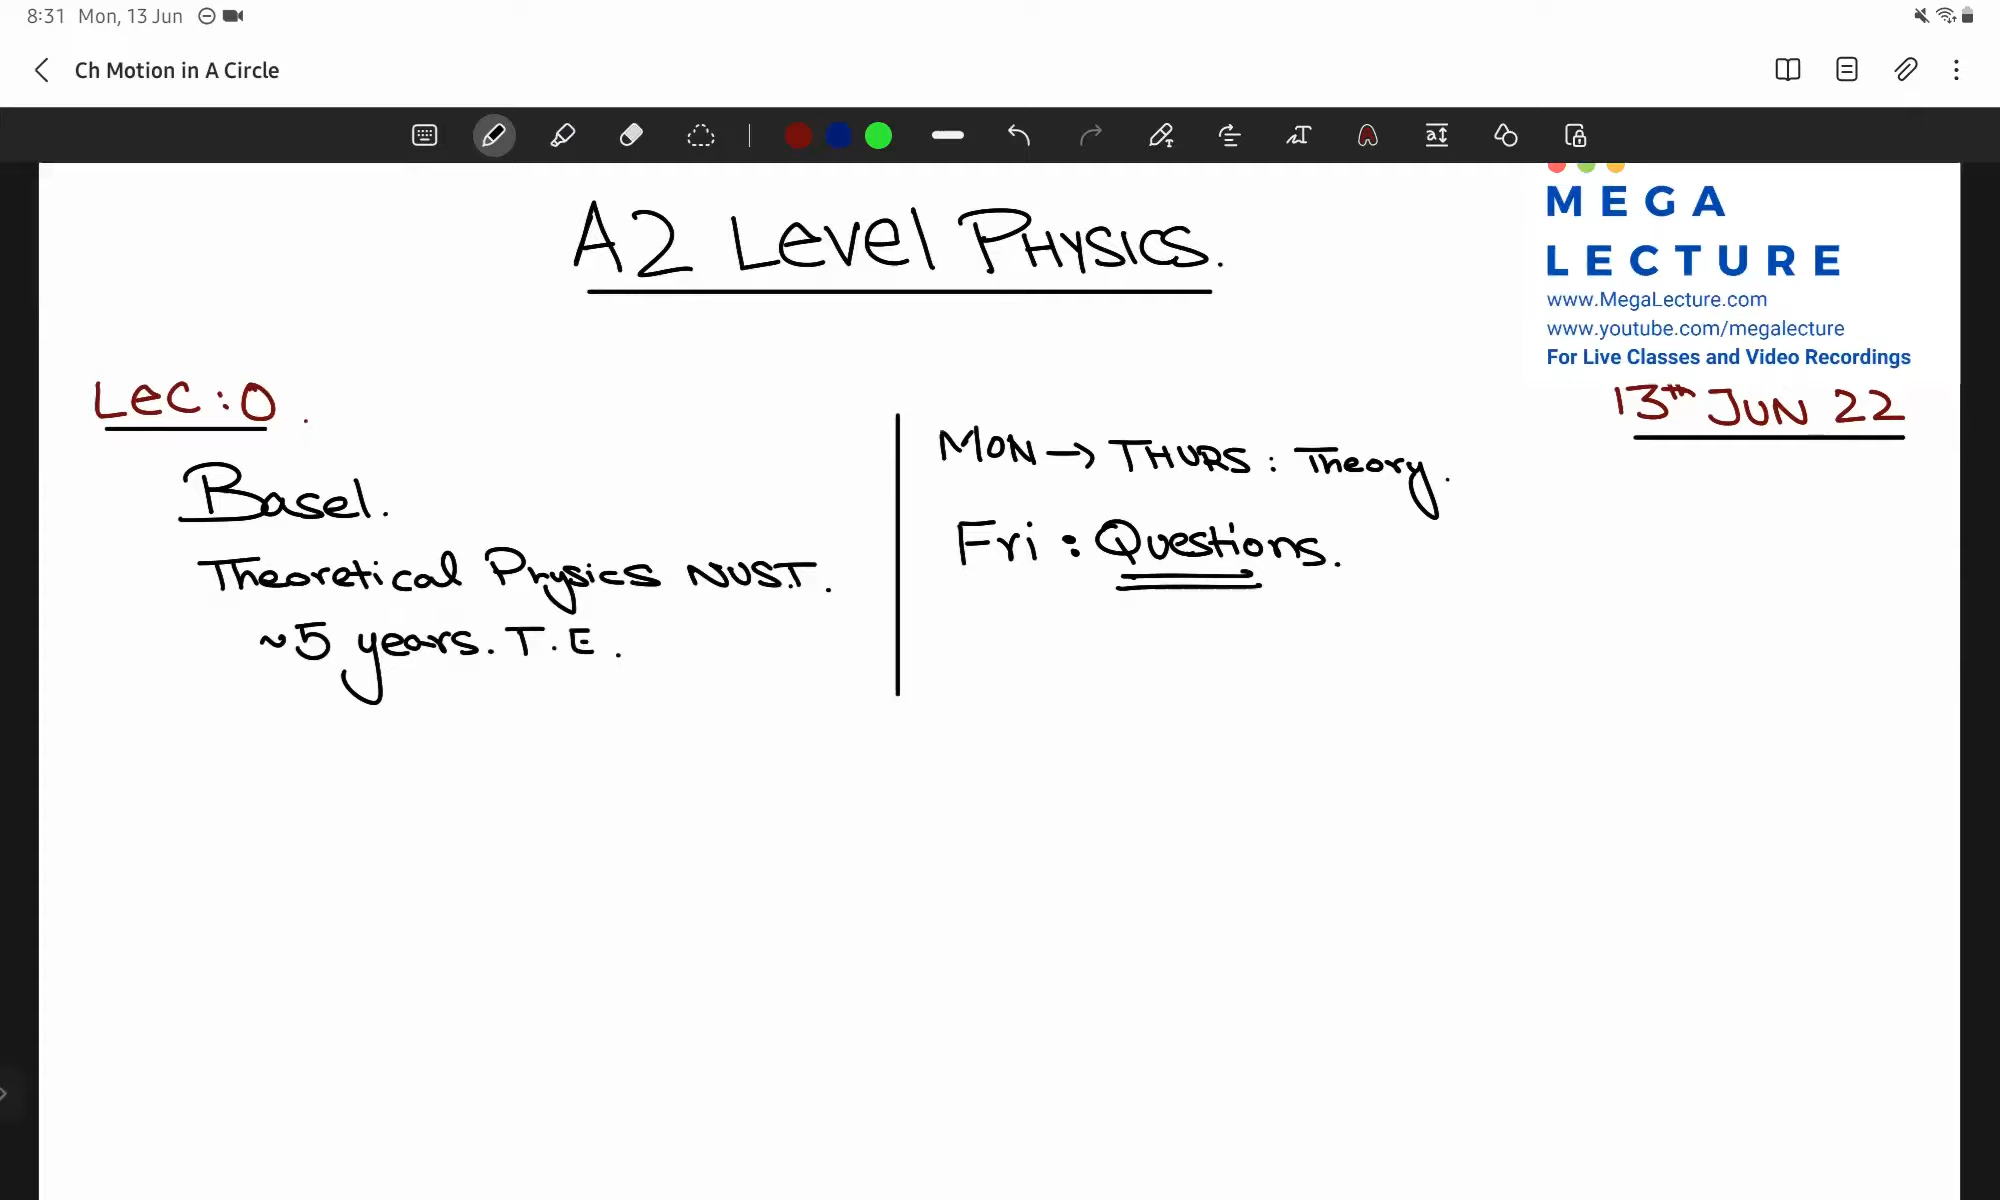 8:31 Mon, 13 Jun
Ch Motion in A Circle
A2 Level Physics.
MEGA
LECTURE
www.MegaLecture.com
www.youtube.com/megalecture
For Live Classes and Video Recordings
Lec : 0 .
13th JUN 22
Basel.
Theoretical Physics NUST.
~5 years. T.E.
MON → THURS : Theory.
Fri : Questions.